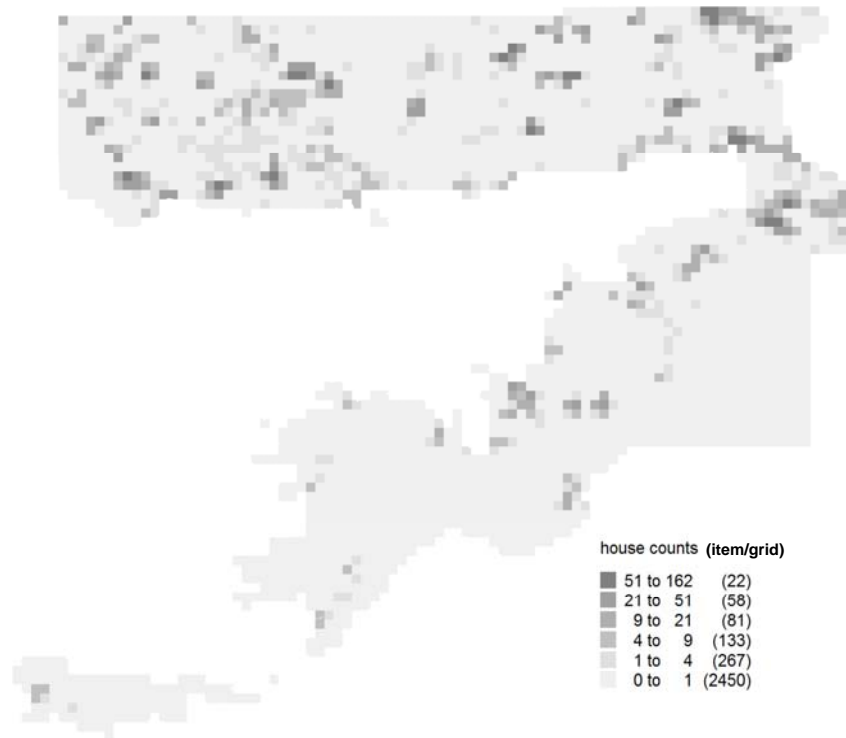 house counts (item/grid)
51 to 162 (22)
21 to 51 (58)
9 to 21 (81)
4 to 9 (133)
1 to 4 (267)
0 to 1 (2450)